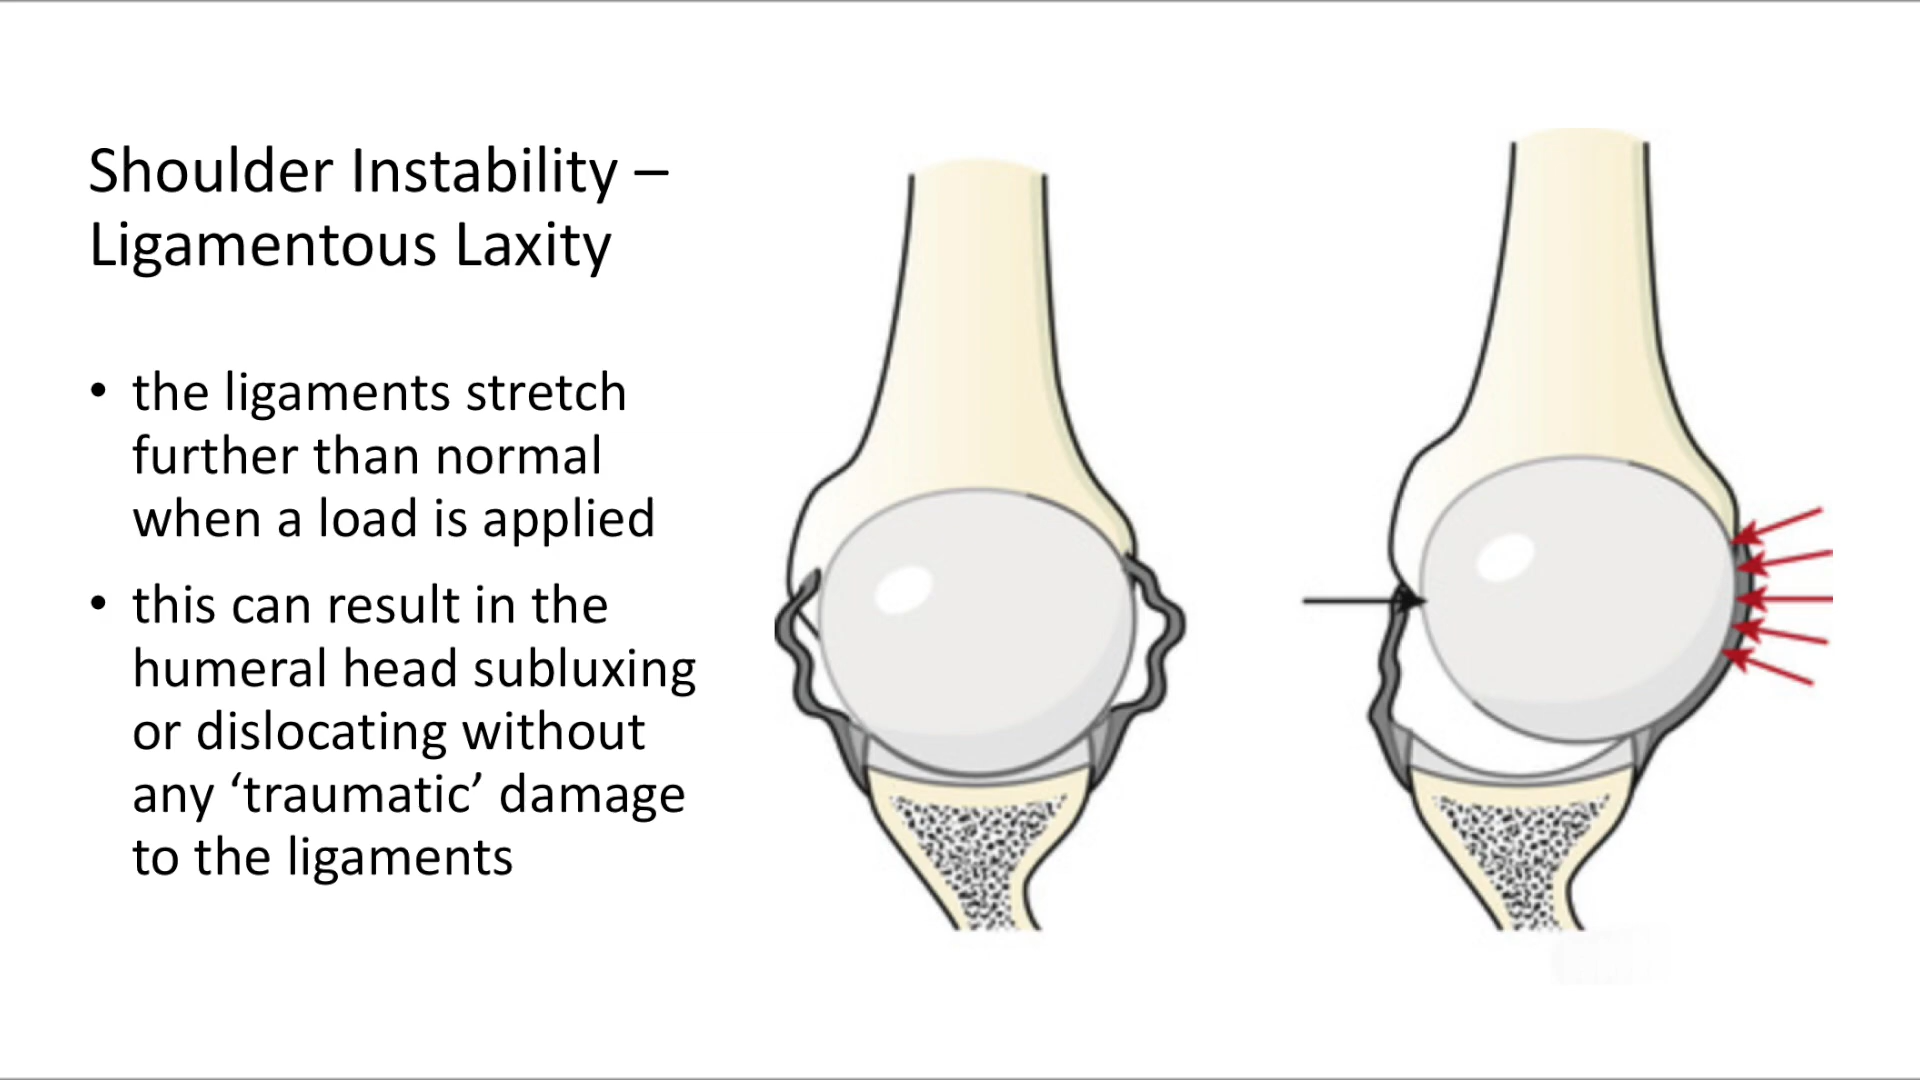 Shoulder Instability –
Ligamentous Laxity
• the ligaments stretch
further than normal
when a load is applied
• this can result in the
humeral head subluxing
or dislocating without
any ‘traumatic’ damage
to the ligaments